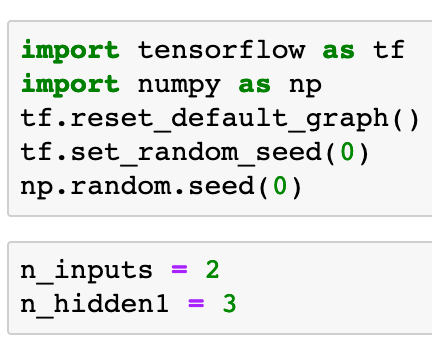 import tensorflow as tf
import numpy as np
tf.reset_default_graph()
tf.set_random_seed(0)
np.random.seed(0)
n_inputs = 2
n_hidden1 = 3